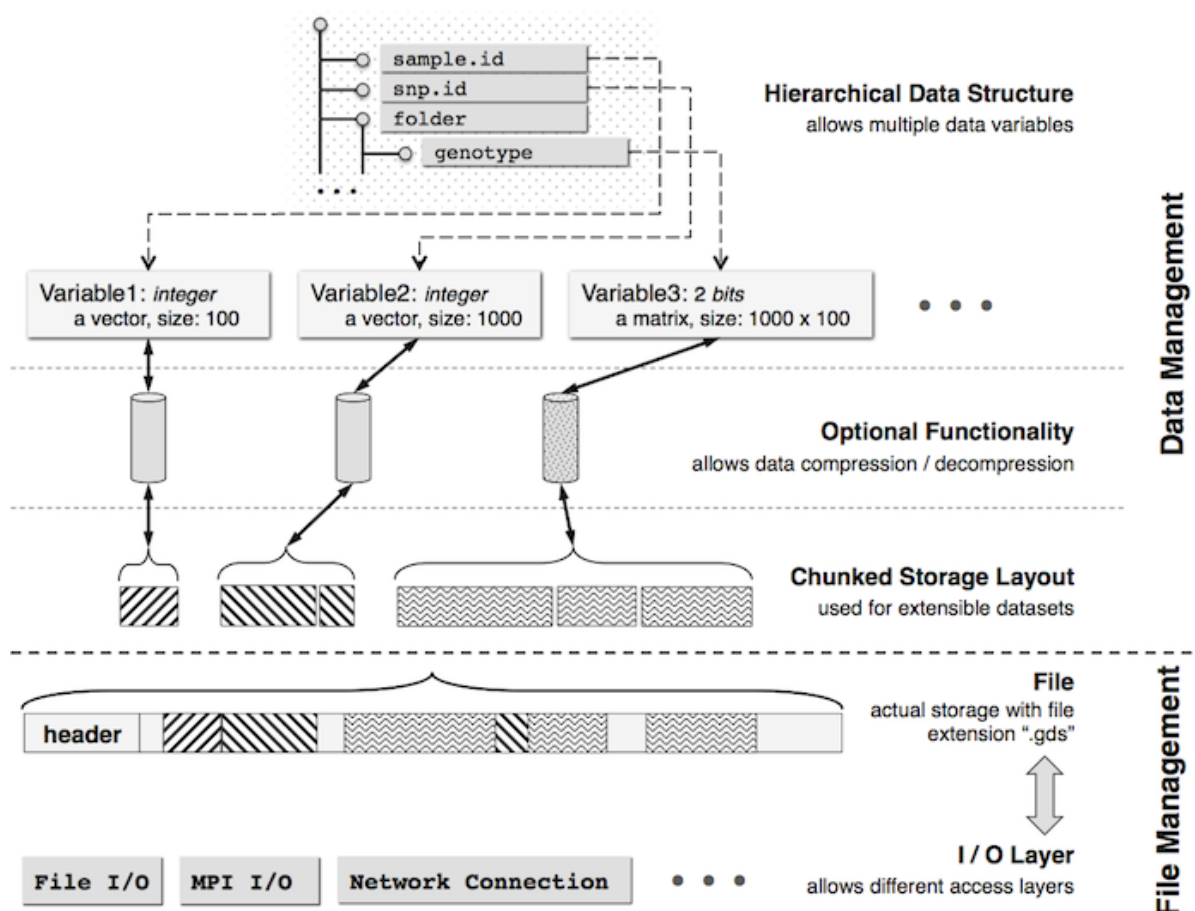 sample.id
snp.id
folder
genotype
...
Hierarchical Data Structure
allows multiple data variables
Variable1: integer
a vector, size: 100
Variable2: integer
a vector, size: 1000
Variable3: 2 bits
a matrix, size: 1000 x 100
• • •
Optional Functionality
allows data compression / decompression
Chunked Storage Layout
used for extensible datasets
Data Management
File
actual storage with file
extension “.gds”
header
I / O Layer
allows different access layers
File I/O
MPI I/O
Network Connection
• • •
File Management